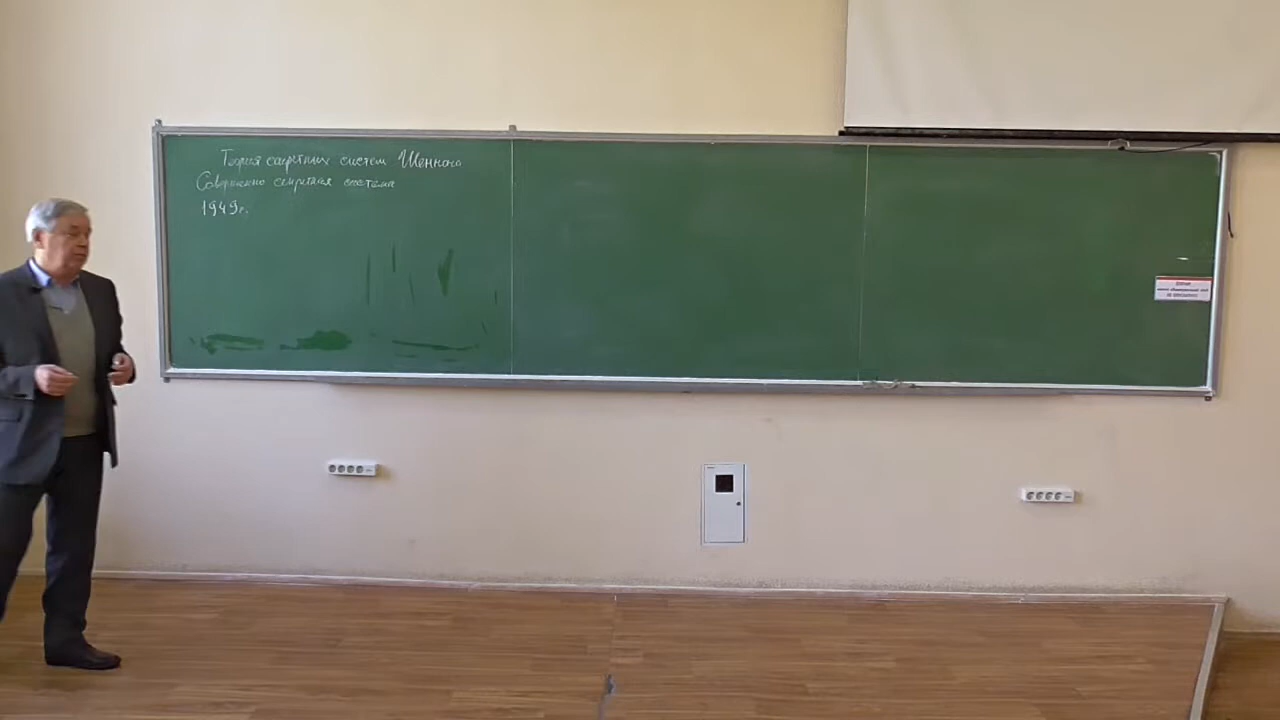 Теория секретных систем Шеннона
Совершенно секретная система
1949г.